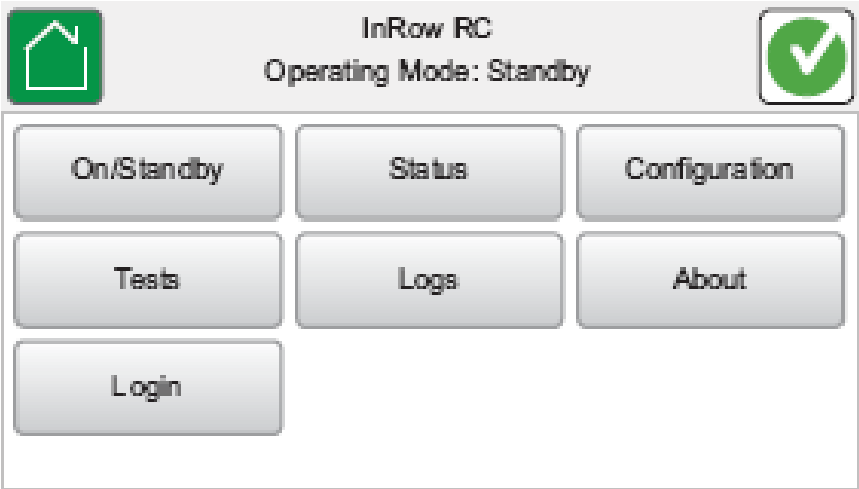 InRow RC
Operating Mode: Standby
On/Standby
Status
Configuration
Tests
Logs
About
Login